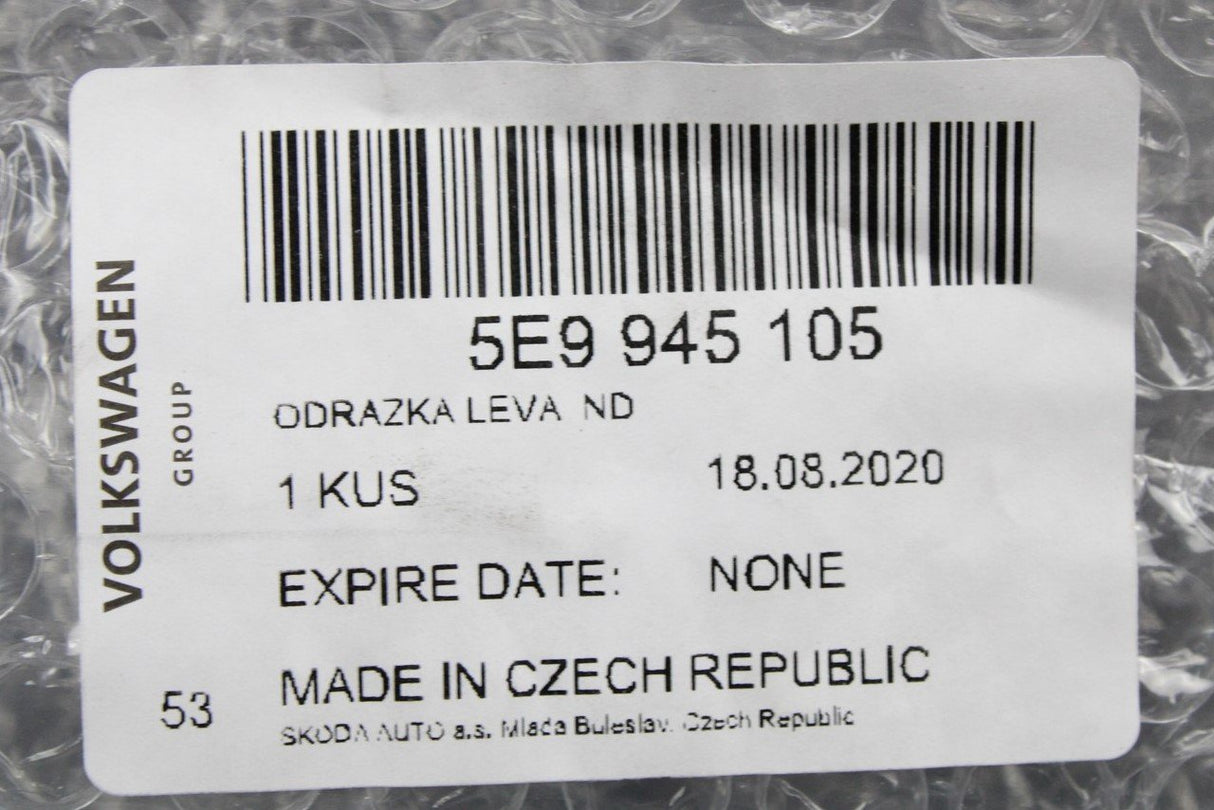 VOLKSWAGEN
GROUP
5E9 945 105
ODRAZKA LEVA ND
1 KUS 18.08.2020
EXPIRE DATE: NONE
MADE IN CZECH REPUBLIC
53
SKODA AUTO a.s. Mlada Buleslav. Czech Republic